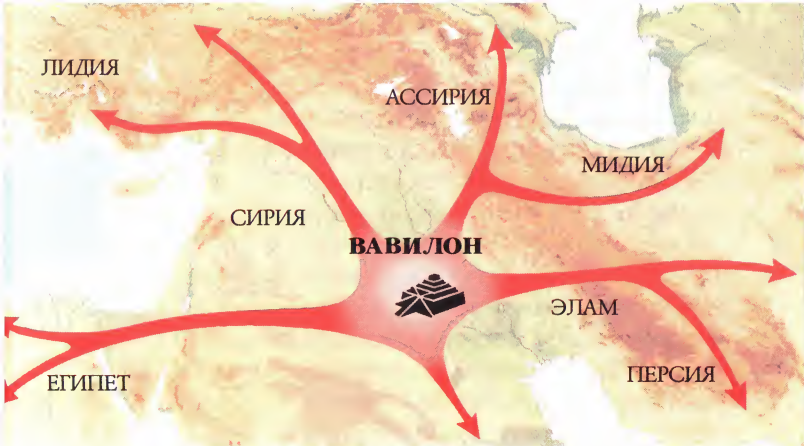 ЛИДИЯ
АССИРИЯ
МИДИЯ
СИРИЯ
ВАВИЛОН
ЭЛАМ
ПЕРСИЯ
ЕГИПЕТ